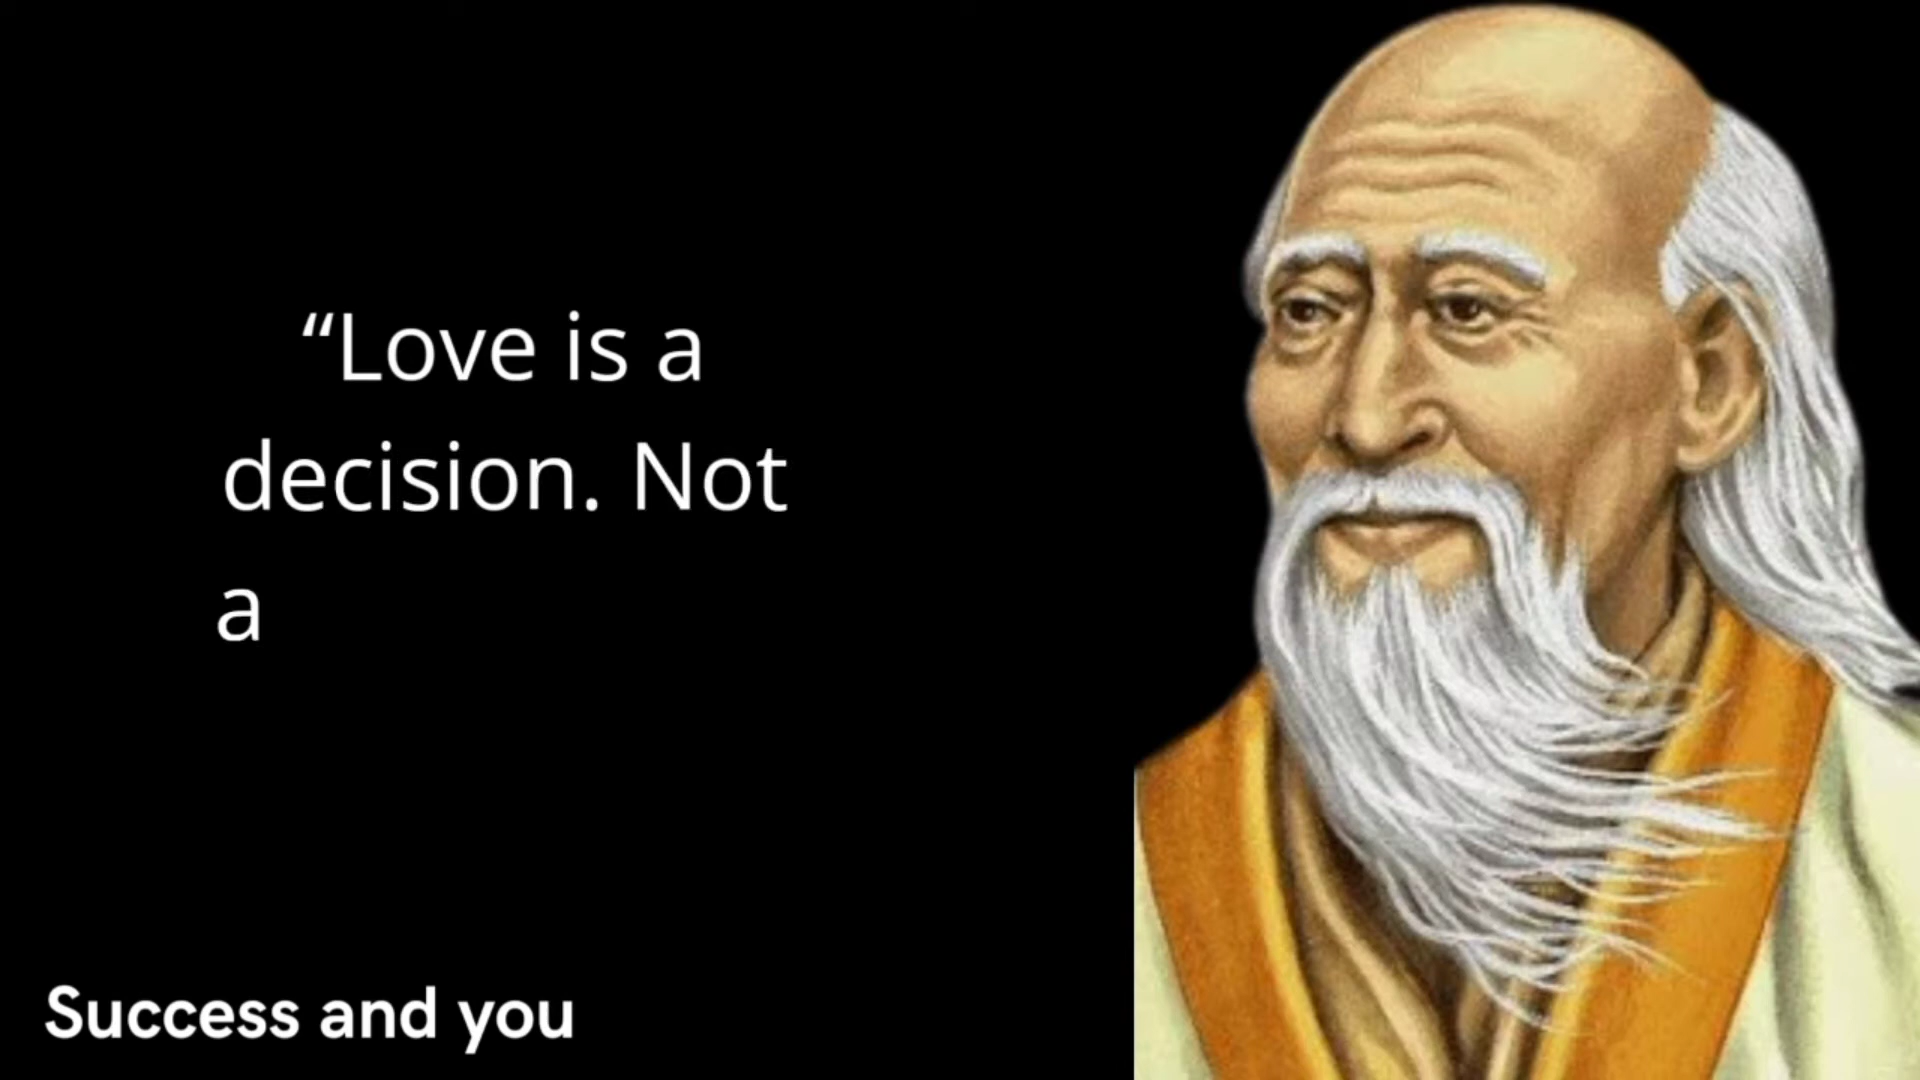 “Love is a
decision. Not
a
Success and you